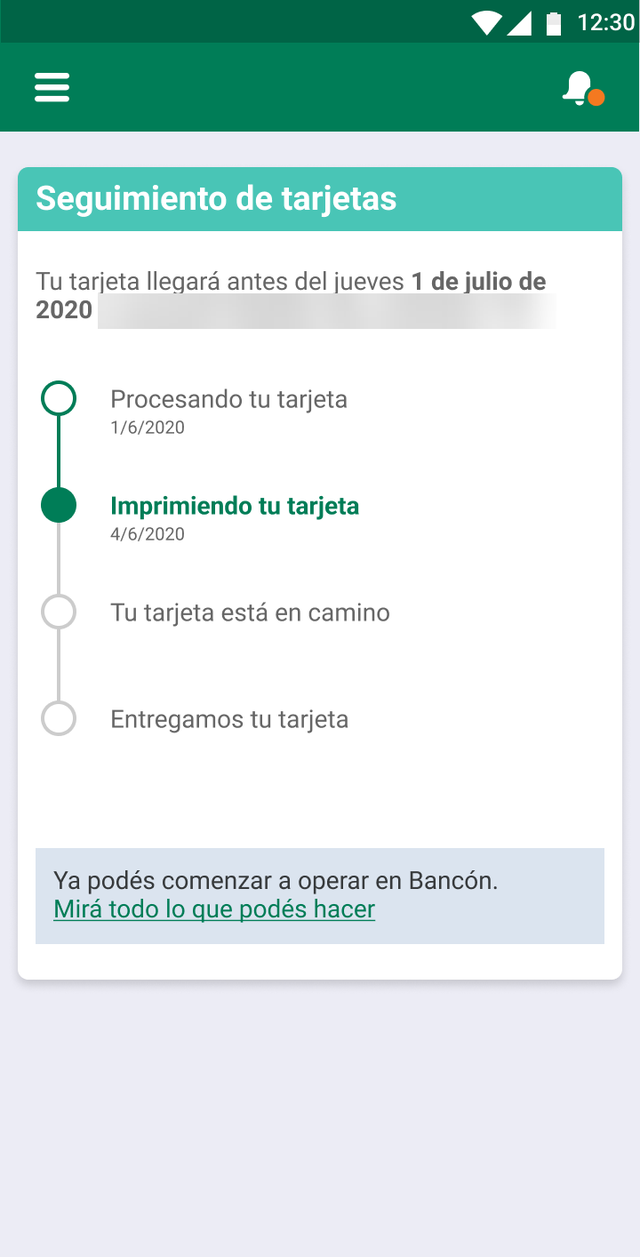 12:30
Seguimiento de tarjetas
Tu tarjeta llegará antes del jueves 1 de julio de
2020
Procesando tu tarjeta
1/6/2020
Imprimiendo tu tarjeta
4/6/2020
Tu tarjeta está en camino
Entregamos tu tarjeta
Ya podés comenzar a operar en Bancón.
Mirá todo lo que podés hacer